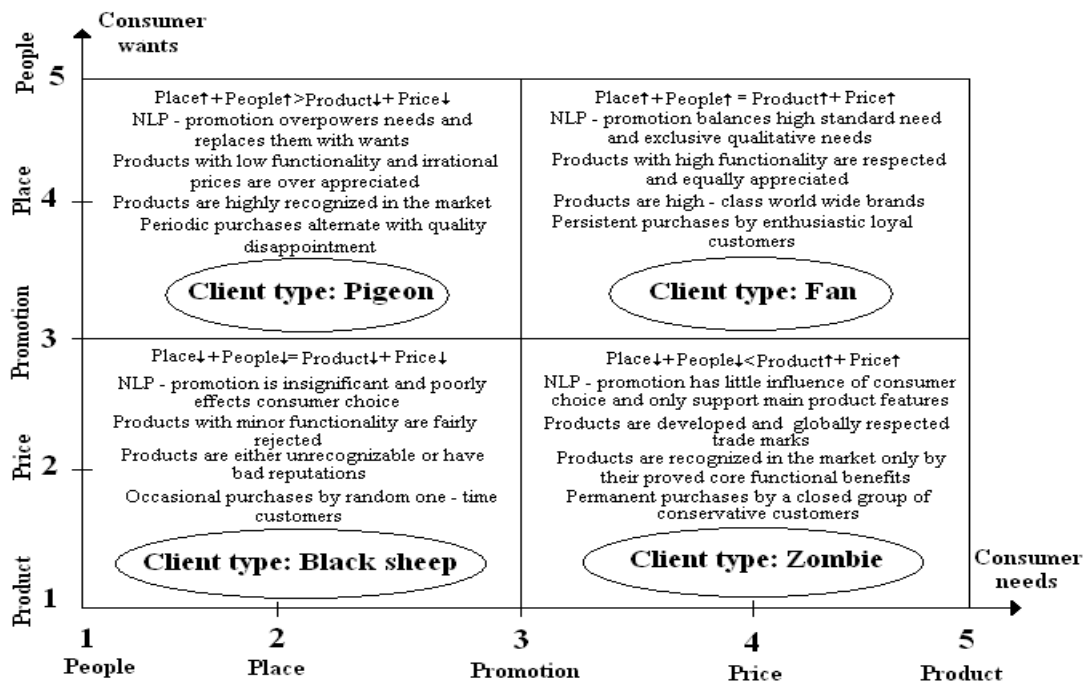 Consumer
wants
Place↑+People↑>Product↓+Price↓
NLP - promotion overpowers needs and
replaces them with wants
Products with low functionality and irrational
prices are over appreciated
Products are highly recognized in the market
Periodic purchases alternate with quality
disappointment
Client type: Pigeon
Place↑+People↑ = Product↑+Price↑
NLP - promotion balances high standard need
and exclusive qualitative needs
Products with high functionality are respected
and equally appreciated
Products are high - class world wide brands
Persistent purchases by enthusiastic loyal
customers
Client type: Fan
Place↓+People↓=Product↓+Price↓
NLP - promotion is insignificant and poorly
effects consumer choice
Products with minor functionality are fairly
rejected
Products are either unrecognizable or have
bad reputations
Occasional purchases by random one - time
customers
Client type: Black sheep
Place↓+People↓<Product↑+Price↑
NLP - promotion has little influence of consumer
choice and only support main product features
Products are developed and globally respected
trade marks
Products are recognized in the market only by
their proved core functional benefits
Permanent purchases by a closed group of
conservative customers
Client type: Zombie
Consumer
needs
People
5
Place
4
Promotion
3
Price
2
Product
1
1 2 3 4 5
People Place Promotion Price Product